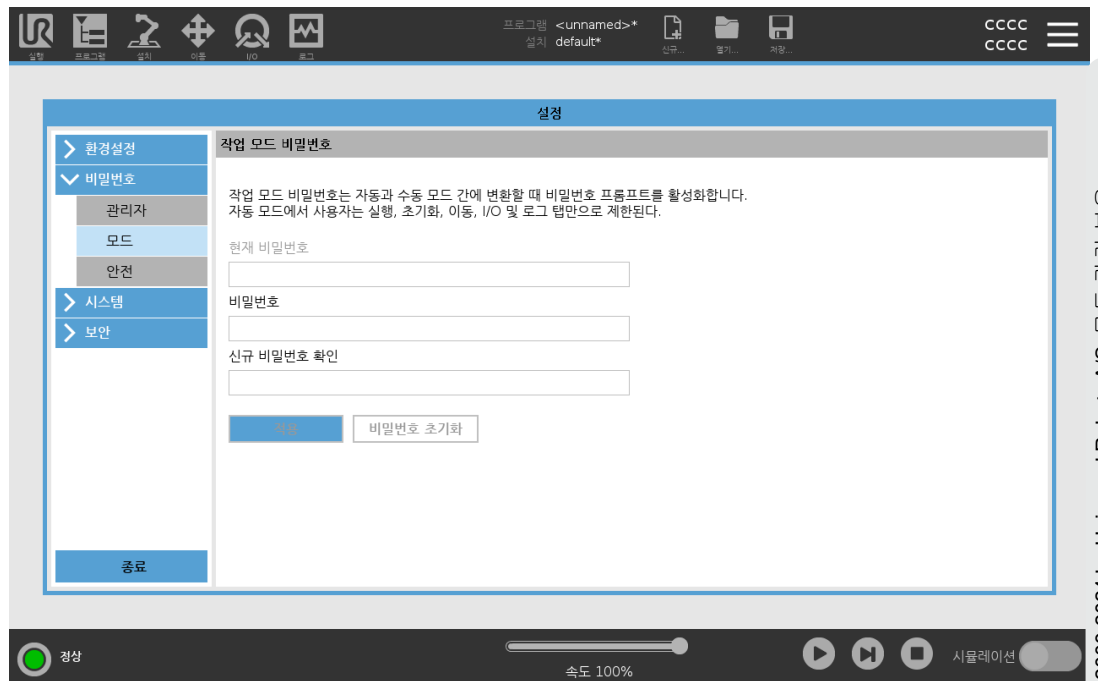 프로그램 <unnamed>*
설치 default*
실행 프로그램 설치 이동 I/O 로그 신규... 열기... 저장...
CCCC
CCCC
설정
환경설정
비밀번호
관리자
모드
안전
시스템
보안
종료
작업 모드 비밀번호
작업 모드 비밀번호는 자동과 수동 모드 간에 변환할 때 비밀번호 프롬프트를 활성화합니다.
자동 모드에서 사용자는 실행, 초기화, 이동, I/O 및 로그 탭만으로 제한된다.
현재 비밀번호
비밀번호
신규 비밀번호 확인
적용 비밀번호 초기화
정상
속도 100%
시뮬레이션